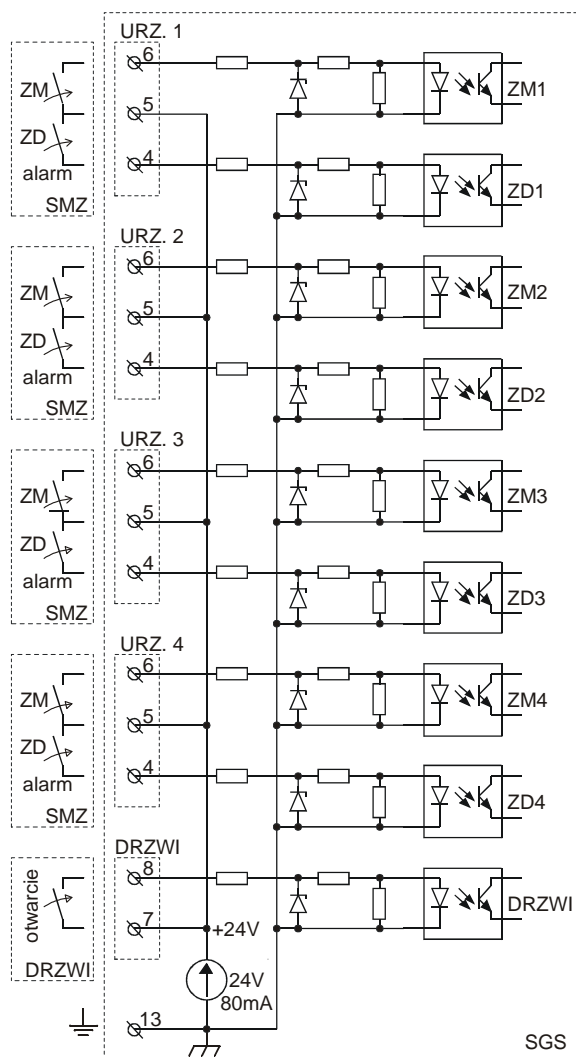 URZ. 1
6
ZM
ZM1
5
ZD
4
alarm
ZD1
SMZ
URZ. 2
6
ZM
ZM2
5
ZD
4
alarm
ZD2
SMZ
URZ. 3
6
ZM
ZM3
5
ZD
4
alarm
ZD3
SMZ
URZ. 4
6
ZM
ZM4
5
ZD
4
alarm
ZD4
SMZ
DRZWI
8
otwarcie
DRZWI
7
+24V
DRZWI
24V
80mA
13
SGS